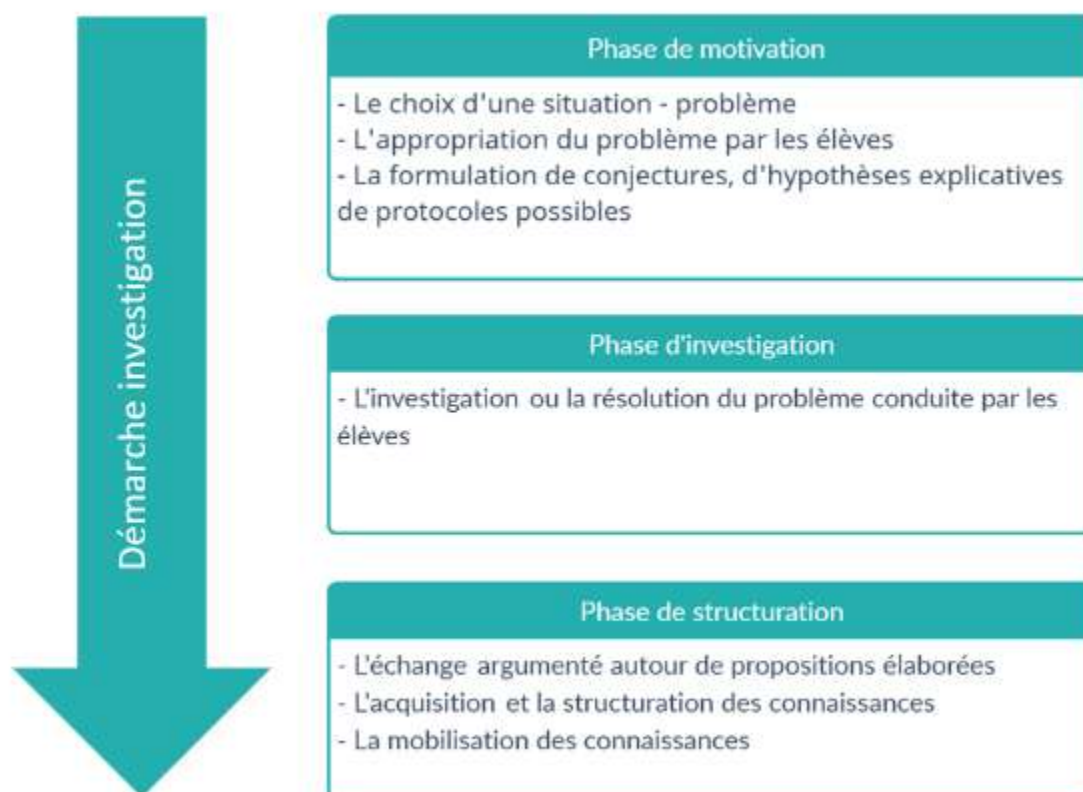 Démarche investigation
Phase de motivation
- Le choix d'une situation - problème
- L'appropriation du problème par les élèves
- La formulation de conjectures, d'hypothèses explicatives
de protocoles possibles
Phase d'investigation
- L'investigation ou la résolution du problème conduite par les
élèves
Phase de structuration
- L'échange argumenté autour de propositions élaborées
- L'acquisition et la structuration des connaissances
- La mobilisation des connaissances